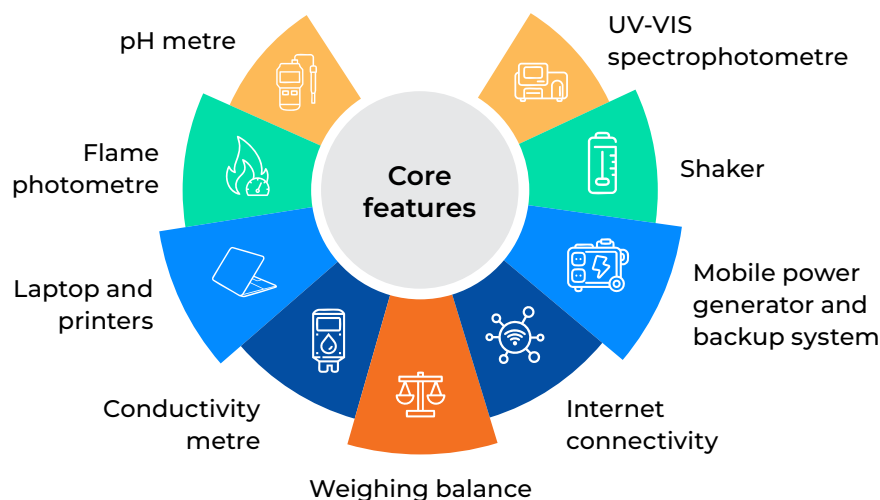 pH metre
UV-VIS
spectrophotometre
Flame
photometre
Core
features
Shaker
Laptop and
printers
Mobile power
generator and
backup system
Conductivity
metre
Internet
connectivity
Weighing balance